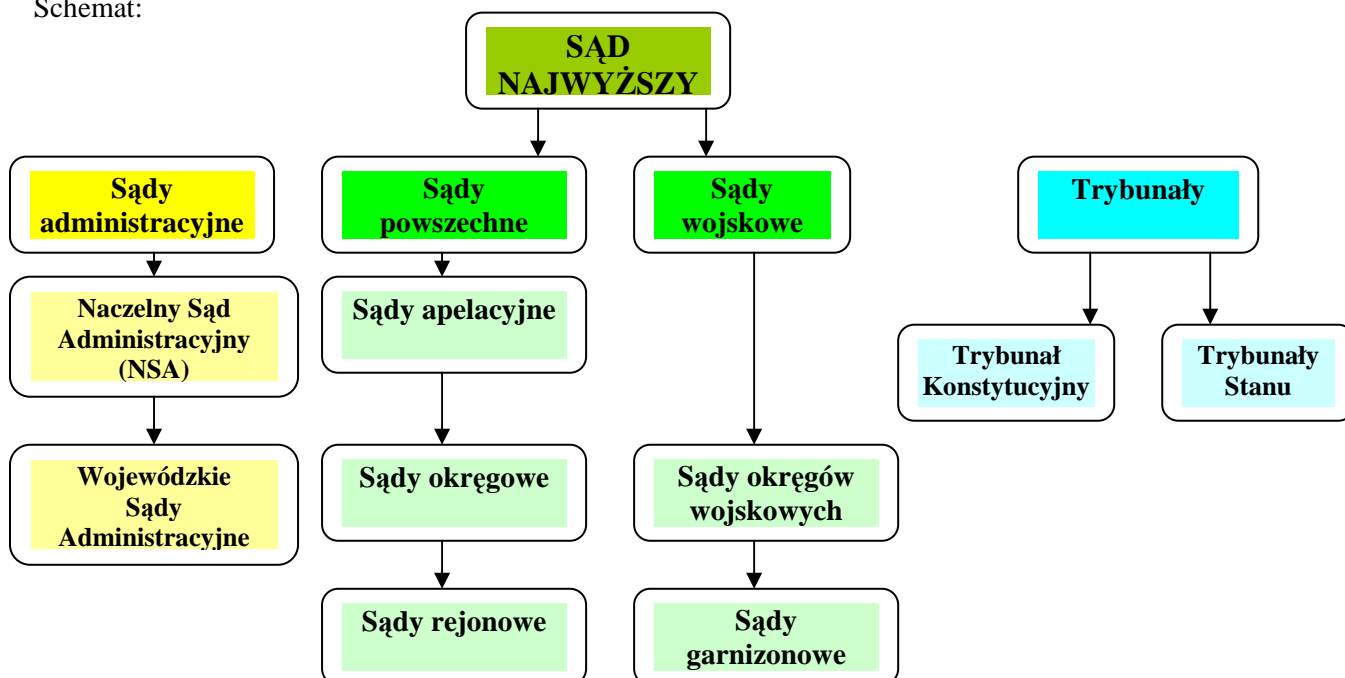 Schemat:
SĄD
NAJWYŻSZY
Sądy
administracyjne
Sądy
powszechne
Sądy
wojskowe
Trybunały
Naczelny Sąd
Administracyjny
(NSA)
Sądy apelacyjne
Trybunał
Konstytucyjny
Trybunały
Stanu
Wojewódzkie
Sądy
Administracyjne
Sądy okręgowe
Sądy okręgów
wojskowych
Sądy rejonowe
Sądy
garnizonowe